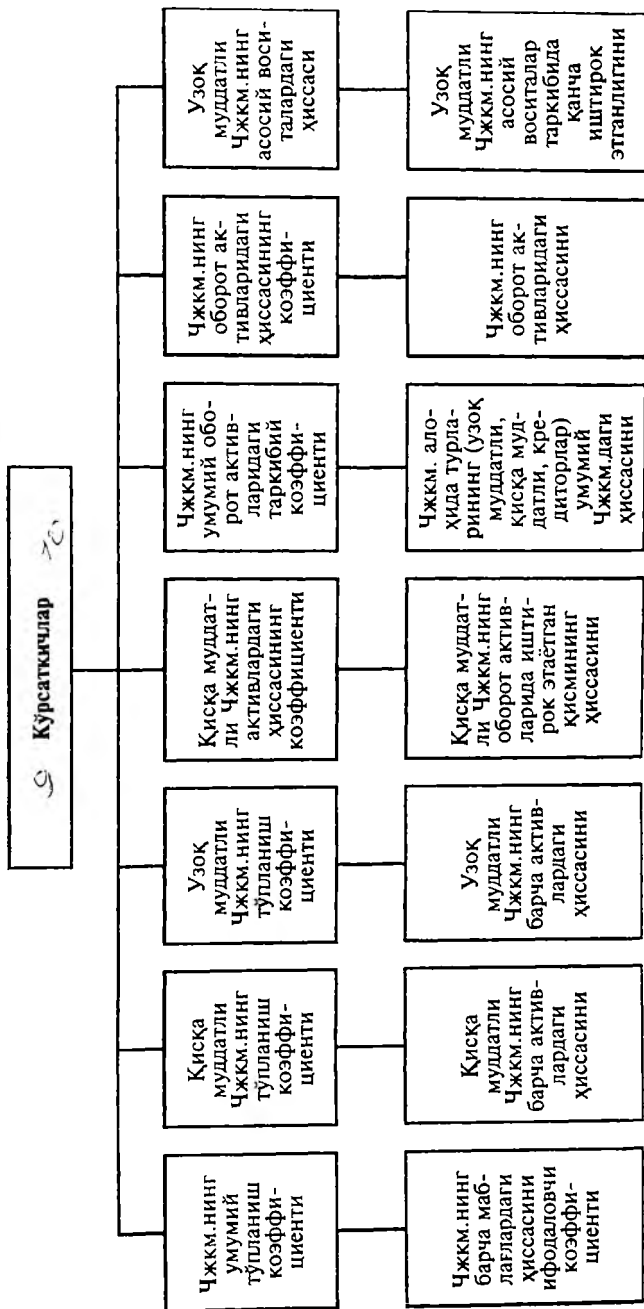 Кўрсаткичлар
Чжкм.нинг
умумий
тўпланиш
коэффи-
циенти
Қисқа
муддатли
Чжкм.нинг
тўпланиш
коэффи-
циенти
Узоқ
муддатли
Чжкм.нинг
тўпланиш
коэффи-
циенти
Қисқа муддат-
ли Чжкм.нинг
активлардаги
ҳиссасининг
коэффициенти
Чжкм.нинг
умумий обо-
рот актив-
ларидаги
таркибий
коэффи-
циенти
Чжкм.нинг
оборот ак-
тивларидаги
ҳиссасининг
коэффи-
циенти
Узоқ
муддатли
Чжкм.нинг
асосий воси-
талардаги
ҳиссаси
Чжкм.нинг
барча маб-
лағлардаги
ҳиссасини
ифодаловчи
коэффи-
циенти
Қисқа
муддатли
Чжкм.нинг
барча актив-
лардаги
ҳиссасини
Узоқ
муддатли
Чжкм.нинг
барча актив-
лардаги
ҳиссасини
Қисқа муддат-
ли Чжкм.нинг
оборот актив-
ларида ишти-
рок этаётган
қисмининг
ҳиссасини
Чжкм. ало-
ҳида турла-
рининг (узоқ
муддатли,
қисқа муд-
датли, кре-
диторлар)
умумий
Чжкм.даги
ҳиссасини
Чжкм.нинг
оборот ак-
тивларидаги
ҳиссасини
Узоқ
муддатли
Чжкм.нинг
асосий
воситалар
таркибида
қанча
иштирок
этганлигини